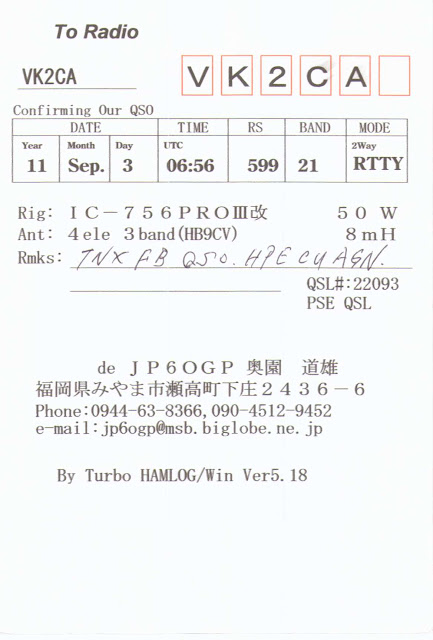 To Radio
VK2CA VK2CA
Confirming Our QSO
DATE TIME RS BAND MODE
Year Month Day UTC 2Way
11 Sep. 3 06:56 599 21 RTTY
Rig: IC-756PROⅢ改 50 W
Ant: 4ele 3band(HB9CV) 8mH
Rmks: TNX FB QSO. HPE CU AGN.
QSL#:22093
PSE QSL
de JP6OGP 奥園 道雄
福岡県みやま市瀬高町下庄2436-6
Phone:0944-63-8366,090-4512-9452
e-mail:jp6ogp@msb.biglobe.ne.jp
By Turbo HAMLOG/Win Ver5.18